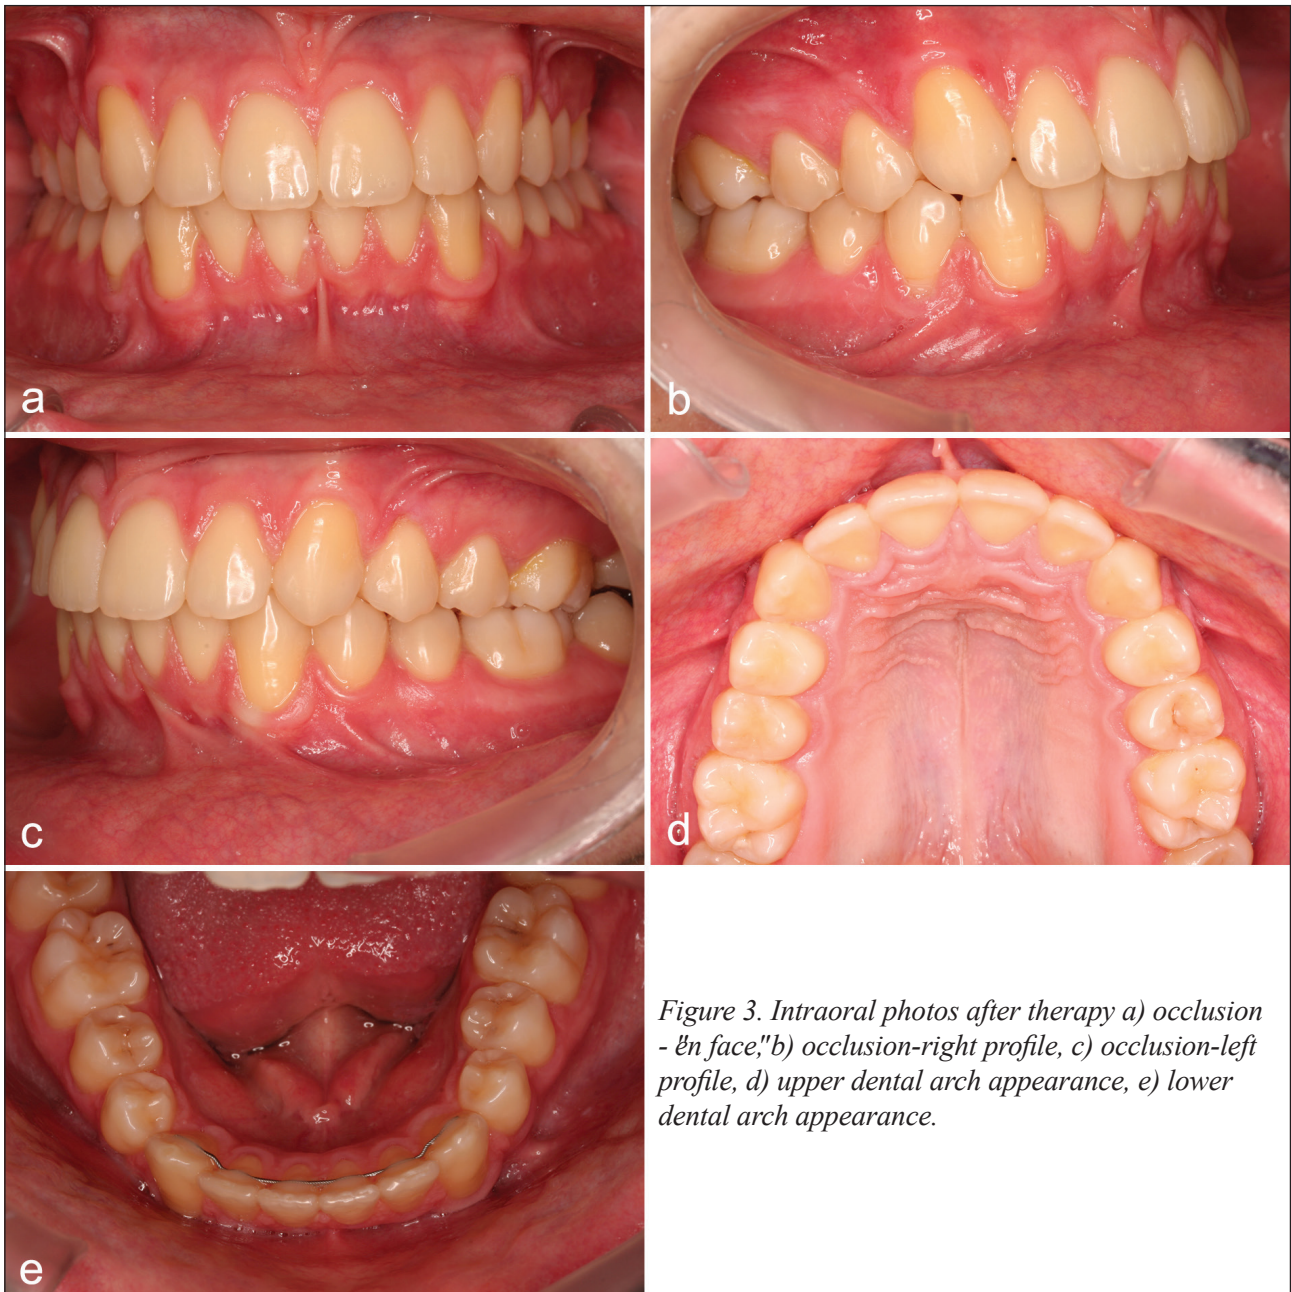 a
b
c
d
e
Figure 3. Intraoral photos after therapy a) occlusion
- "en face," b) occlusion-right profile, c) occlusion-left
profile, d) upper dental arch appearance, e) lower
dental arch appearance.